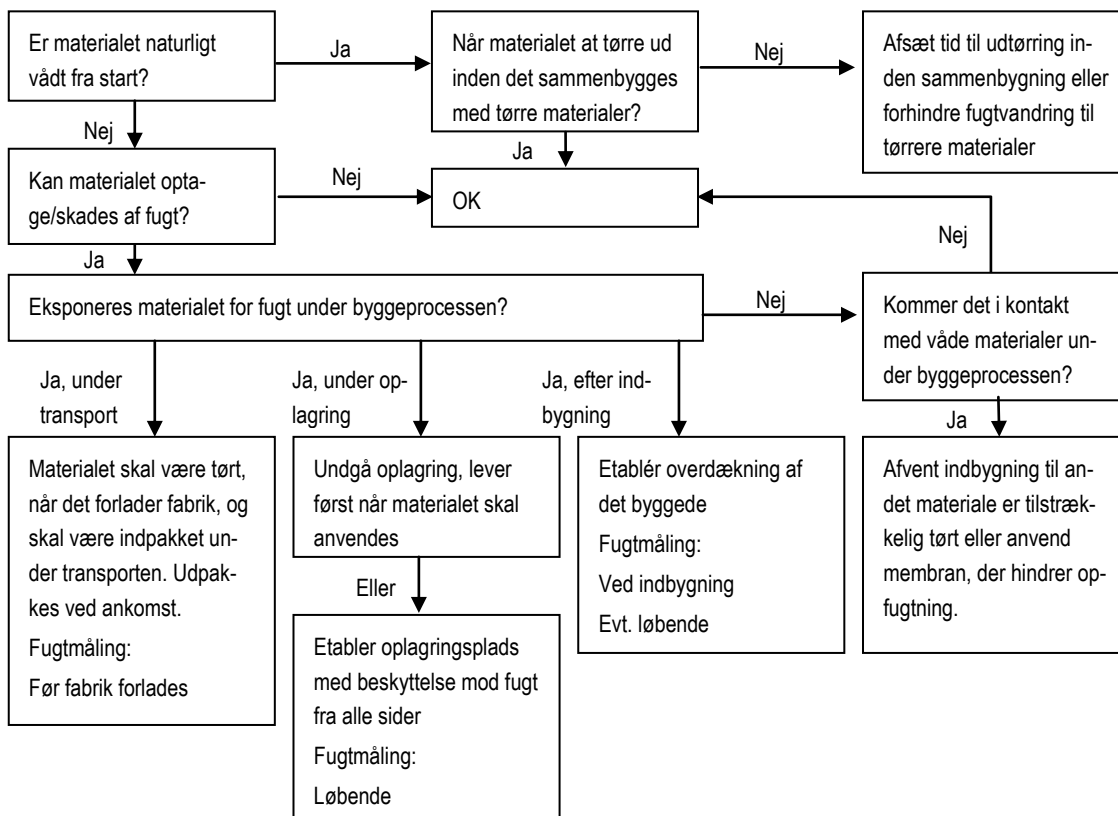 Er materialet naturligt
vådt fra start?
Ja
Når materialet at tørre ud
inden det sammenbygges
med tørre materialer?
Nej
Afsæt tid til udtørring in-
den sammenbygning eller
forhindre fugtvandring til
tørrere materialer
Nej
Ja
Kan materialet opta-
ge/skades af fugt?
Nej
OK
Nej
Ja
Eksponeres materialet for fugt under byggeprocessen?
Nej
Kommer det i kontakt
med våde materialer un-
der byggeprocessen?
Ja, under
transport
Ja, under op-
lagring
Ja, efter ind-
bygning
Ja
Materialet skal være tørt,
når det forlader fabrik, og
skal være indpakket un-
der transporten. Udpak-
kes ved ankomst.
Fugtmåling:
Før fabrik forlades
Undgå oplagring, lever
først når materialet skal
anvendes
Eller
Etabler oplagringsplads
med beskyttelse mod fugt
fra alle sider
Fugtmåling:
Løbende
Etablér overdækning af
det byggede
Fugtmåling:
Ved indbygning
Evt. løbende
Afvent indbygning til an-
det materiale er tilstræk-
kelig tørt eller anvend
membran, der hindrer op-
fugtning.